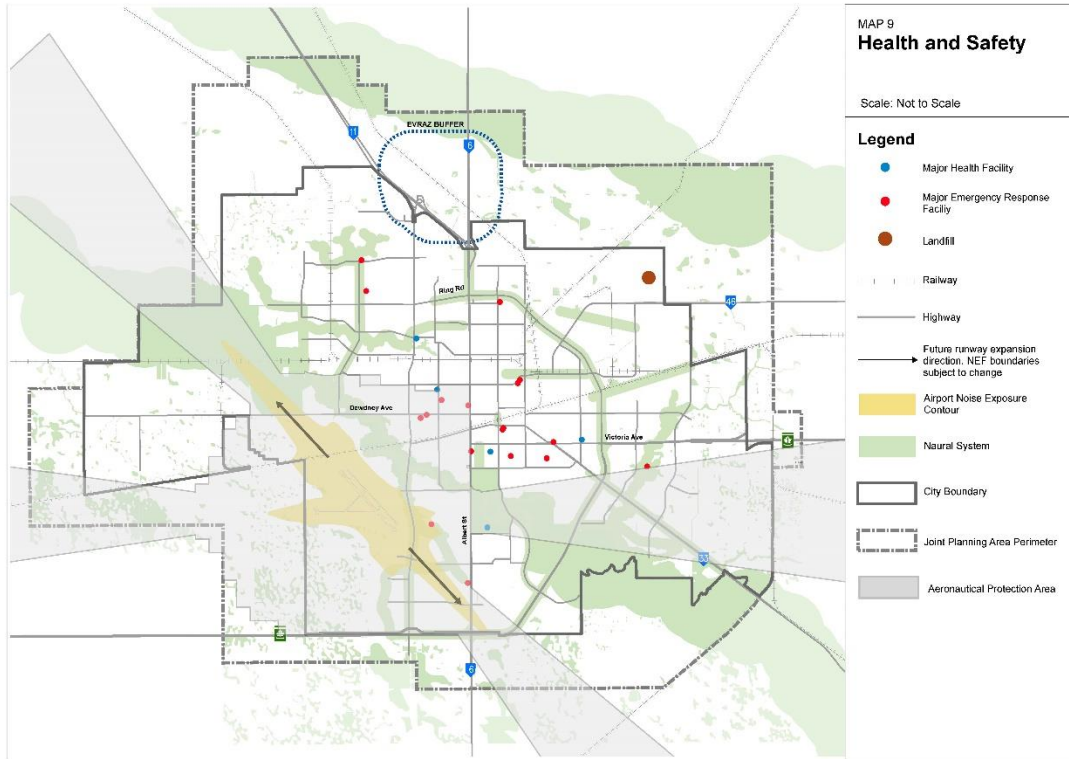 MAP 9
Health and Safety
Scale: Not to Scale
Legend
Major Health Facility
Major Emergency Response
Faciliy
Landfill
Railway
Highway
Future runway expansion
direction. NEF boundaries
subject to change
Airport Noise Exposure
Contour
Naural System
City Boundary
Joint Planning Area Perimeter
Aeronautical Protection Area
EVRAZ BUFFER
11
6
Ring Rd
46
Dewdney Ave
Victoria Ave
1
Albert St
33
6